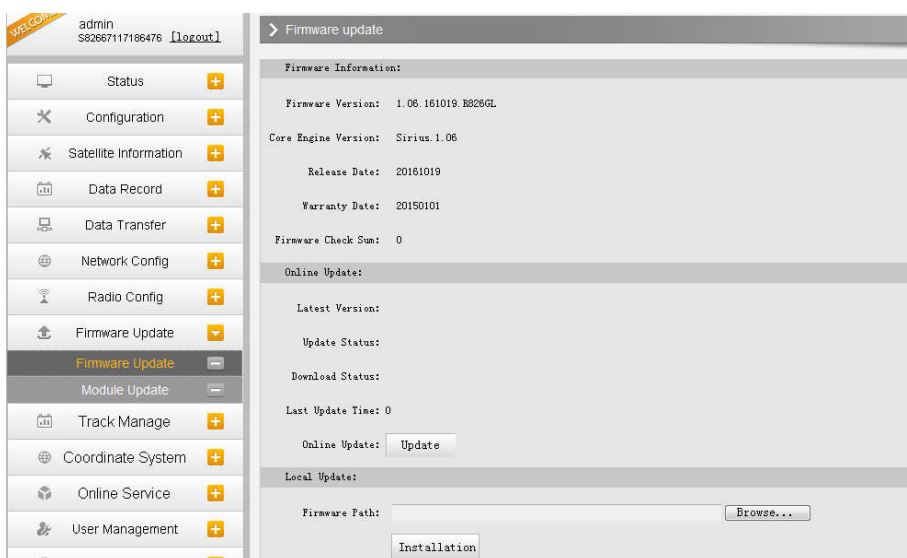 WELCOME
admin
S82667117186476 [logout]
Status
Configuration
Satellite Information
Data Record
Data Transfer
Network Config
Radio Config
Firmware Update
Firmware Update
Module Update
Track Manage
Coordinate System
Online Service
User Management
Firmware update
Firmware Information:
Firmware Version: 1.06.161019.R826GL
Core Engine Version: Sirius.1.06
Release Date: 20161019
Warranty Date: 20150101
Firmware Check Sum: 0
Online Update:
Latest Version:
Update Status:
Download Status:
Last Update Time: 0
Online Update: Update
Local Update:
Firmware Path: Browse...
Installation